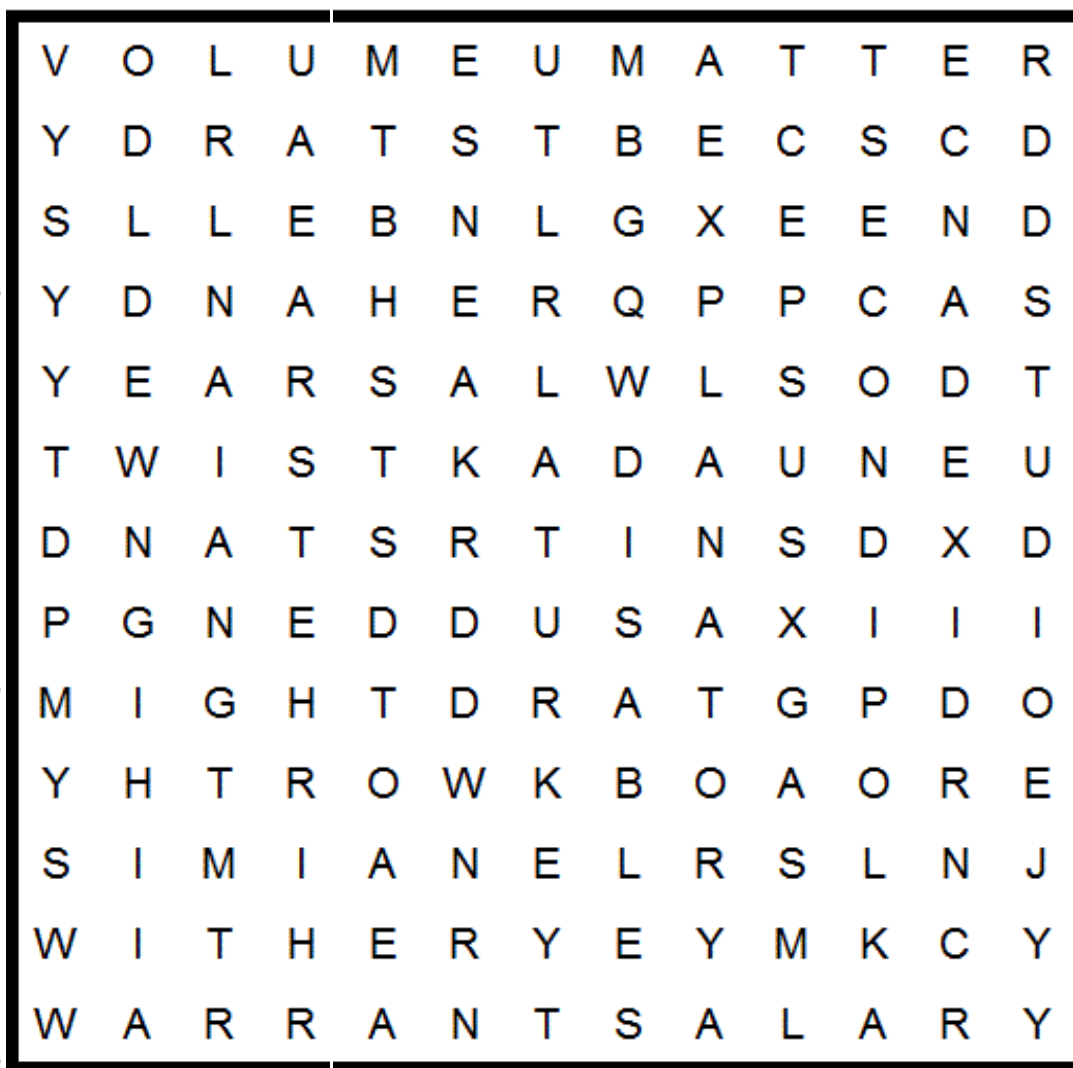 V O L U M E U M A T T E R
Y D R A T S T B E C S C D
S L L E B N L G X E E N D
Y D N A H E R Q P P C A S
Y E A R S A L W L S O D T
T W I S T K A D A U N E U
D N A T S R T I N S D X D
P G N E D D U S A X I I I
M I G H T D R A T G P D O
Y H T R O W K B O A O R E
S I M I A N E L R S L N J
W I T H E R Y E Y M K C Y
W A R R A N T S A L A R Y